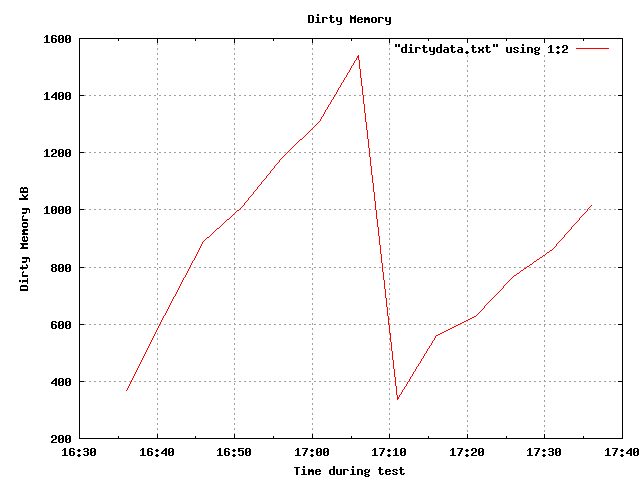 Dirty Memory
1600
"dirtydata.txt" using 1:2
1400
1200
1000
Dirty Memory kB
800
600
400
200
16:30 16:40 16:50 17:00 17:10 17:20 17:30 17:40
Time during test